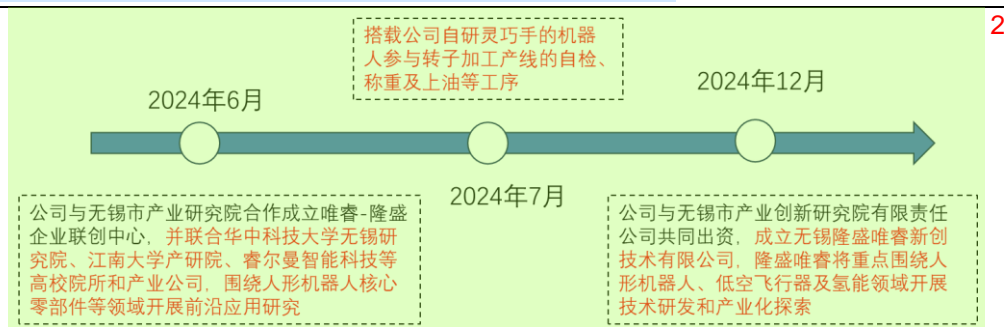 2
搭载公司自研灵巧手的机器
人参与转子加工产线的自检、
称重及上油等工序
2024年6月
2024年12月
2024年7月
公司与无锡市产业研究院合作成立唯睿-隆盛
企业联创中心，并联合华中科技大学无锡研
究院、江南大学产研院、睿尔曼智能科技等
高校院所和产业公司，围绕人形机器人核心
零部件等领域开展前沿应用研究
公司与无锡市产业创新研究院有限责任
公司共同出资，成立无锡隆盛唯睿新创
技术有限公司，隆盛唯睿将重点围绕人
形机器人、低空飞行器及氢能领域开展
技术研发和产业化探索